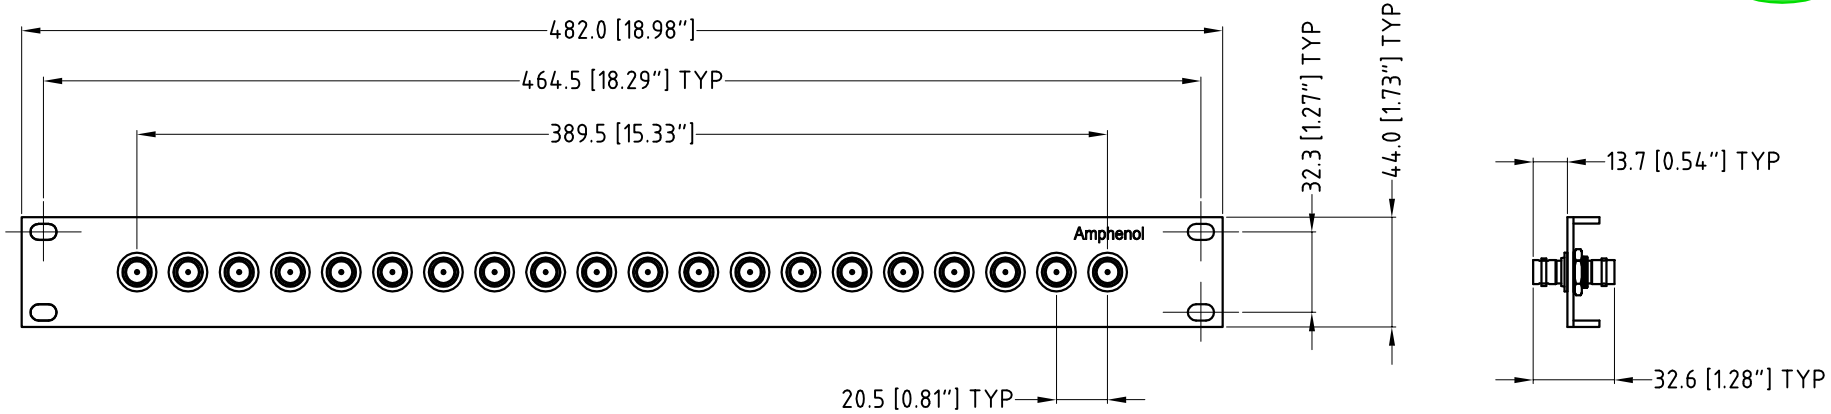 482.0 [18.98"]
464.5 [18.29"] TYP
389.5 [15.33"]
32.3 [1.27"] TYP
44.0 [1.73"] TYP
13.7 [0.54"] TYP
Amphenol
20.5 [0.81"] TYP
32.6 [1.28"] TYP